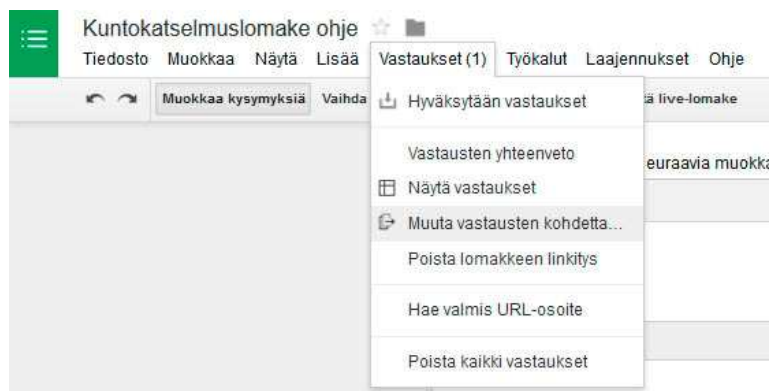 Kuntokatselmuslomake ohje
Tiedosto Muokkaa Näytä Lisää Vastaukset (1) Työkalut Laajennukset Ohje
Muokkaa kysymyksiä Vaihda live-lomake
Hyväksytään vastaukset
Vastausten yhteenveto
euraavia muokka
Näytä vastaukset
Muuta vastausten kohdetta...
Poista lomakkeen linkitys
Hae valmis URL-osoite
Poista kaikki vastaukset